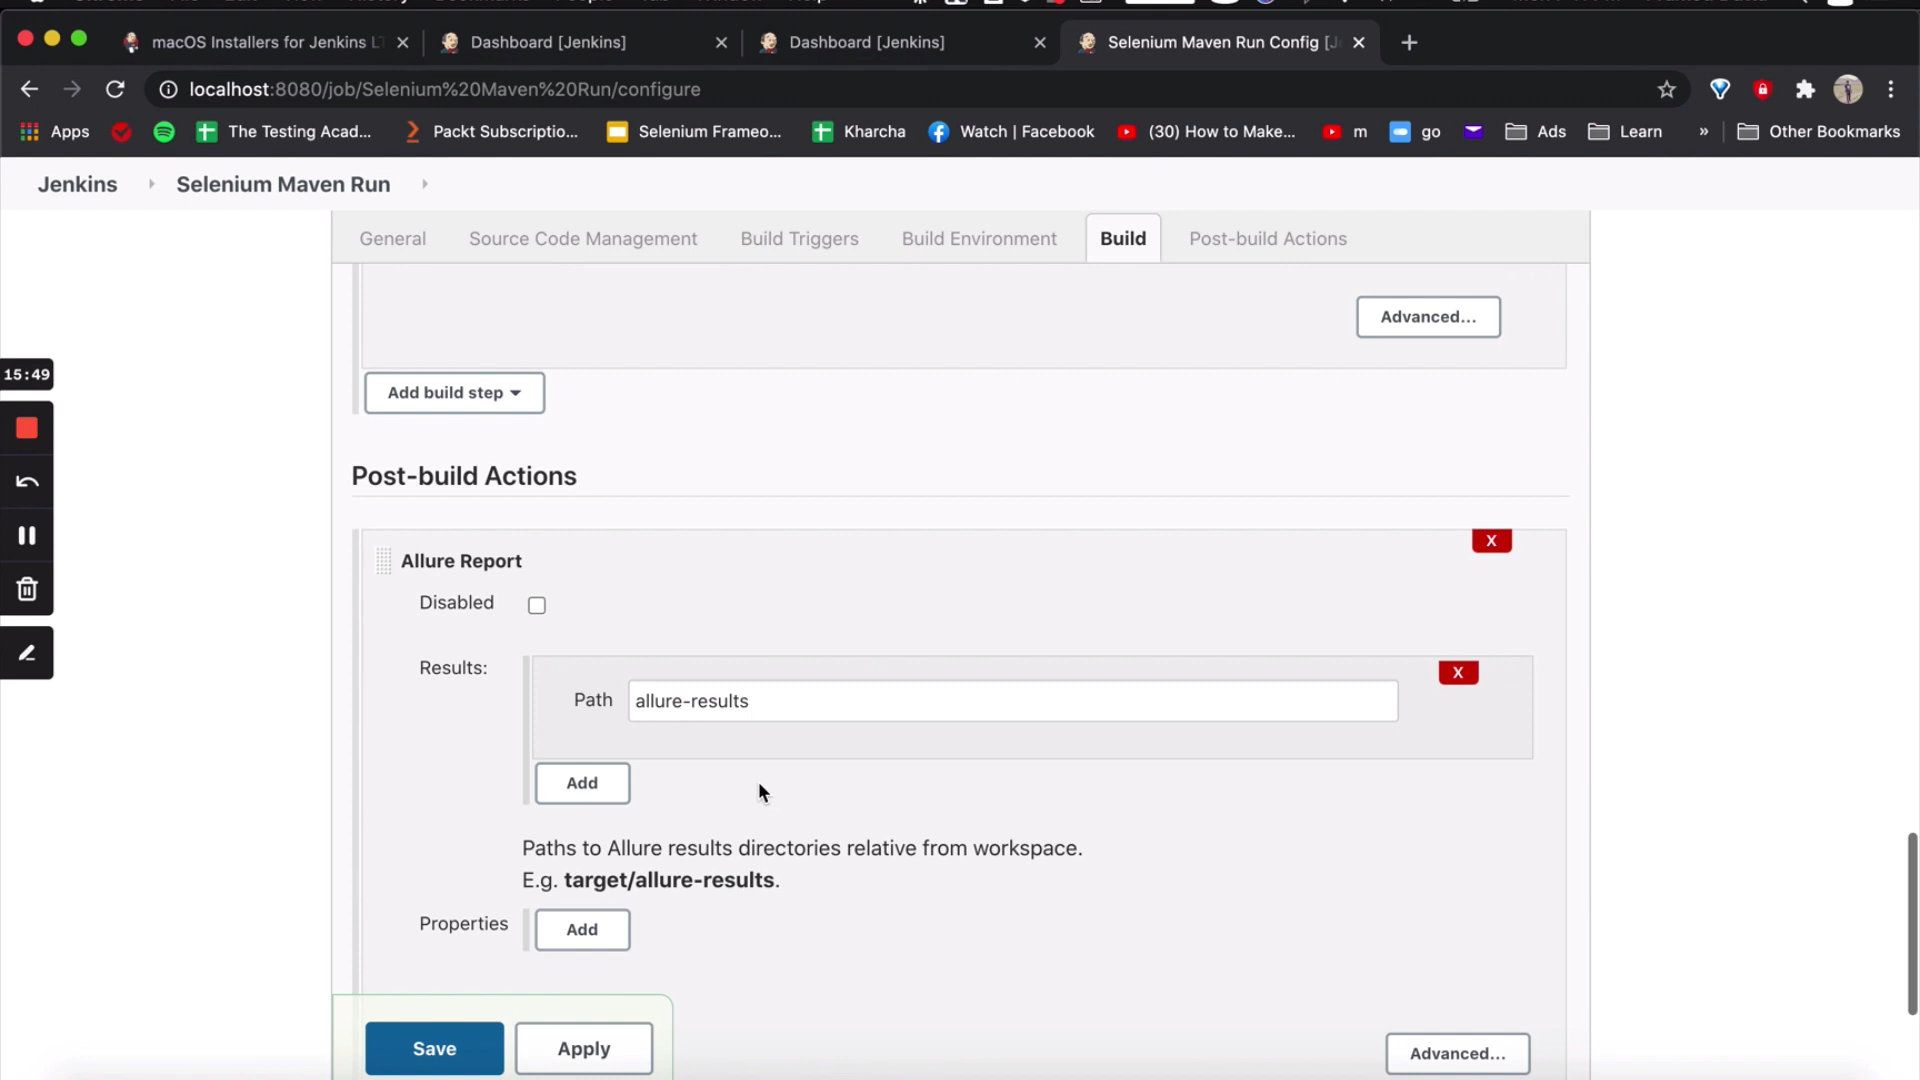 macOS Installers for Jenkins LT
Dashboard [Jenkins]
Dashboard [Jenkins]
Selenium Maven Run Config [J
localhost:8080/job/Selenium%20Maven%20Run/configure
Apps
The Testing Acad...
Packt Subscriptio...
Selenium Frameo...
Kharcha
Watch | Facebook
(30) How to Make...
m
go
Ads
Learn
»
Other Bookmarks
Jenkins
Selenium Maven Run
General
Source Code Management
Build Triggers
Build Environment
Build
Post-build Actions
Advanced...
15:49
Add build step
Post-build Actions
X
Allure Report
Disabled
Results:
X
Path
allure-results
Add
Paths to Allure results directories relative from workspace.
E.g. target/allure-results.
Properties
Add
Save
Apply
Advanced...